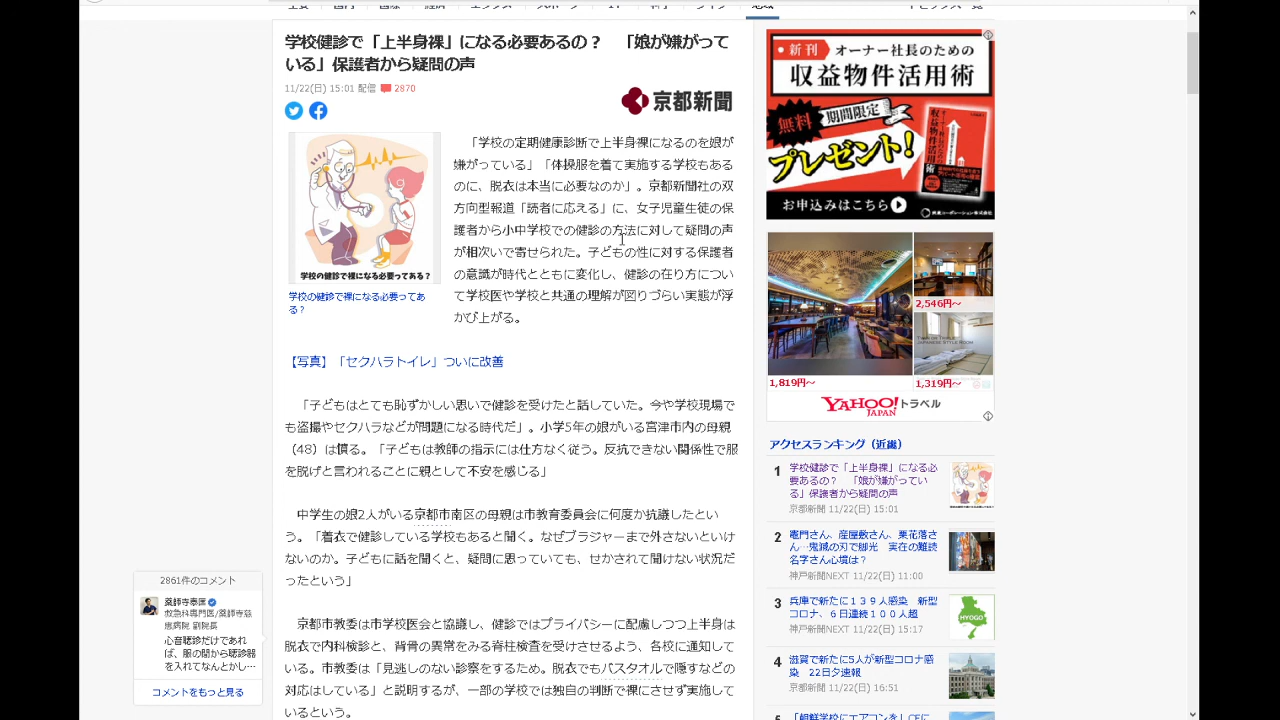 学校健診で「上半身裸」になる必要あるの？　「娘が嫌がって
いる」保護者から疑問の声
11/22(日) 15:01 配信 2870
京都新聞
学校の健診で裸になる必要ってある？
学校の健診で裸になる必要ってあ
る？
「学校の定期健康診断で上半身裸になるのを娘が
嫌がっている」「体操服を着て実施する学校もある
のに、脱衣は本当に必要なのか」。京都新聞社の双
方向型報道「読者に応える」に、女子児童生徒の保
護者から小中学校での健診の方法に対して疑問の声
が相次いで寄せられた。子どもの性に対する保護者
の意識が時代とともに変化し、健診の在り方につい
て学校医や学校と共通の理解が図りづらい実態が浮
かび上がる。
【写真】「セクハラトイレ」ついに改善
「子どもはとても恥ずかしい思いで健診を受けたと話していた。今や学校現場で
も盗撮やセクハラなどが問題になる時代だ」。小学5年の娘がいる宮津市内の母親
（48）は憤る。「子どもは教師の指示には仕方なく従う。反抗できない関係性で服
を脱げと言われることに親として不安を感じる」
中学生の娘2人がいる京都市南区の母親は市教育委員会に何度か抗議したとい
う。「着衣で健診している学校もあると聞く。なぜブラジャーまで外さないといけ
ないのか。子どもに話を聞くと、疑問に思っていても、せかされて聞けない状況だ
ったという」
京都市教委は市学校医会と協議し、健診ではプライバシーに配慮しつつ上半身は
脱衣で内科検診と、背骨の異常をみる脊柱検査を受けさせるよう、各校に通知して
いる。市教委は「見逃しのない診察をするため。脱衣でもバスタオルで隠すなどの
対応はしている」と説明するが、一部の学校では独自の判断で裸にさせず実施して
いるという。
2861件のコメント
薬師寺泰匡
救急科専門医/薬師寺慈
恵病院 副院長
心音聴診だけであれ
ば、服の間から聴診器
を入れてなんとかし…
コメントをもっと見る
新刊 オーナー社長のための
収益物件活用術
無料 期間限定
プレゼント!
収益物件活用術
お申込みはこちら
武蔵コーポレーション株式会社
2,546円～
1,819円～
1,319円～
YAHOO! JAPAN トラベル
アクセスランキング（近畿）
1 学校健診で「上半身裸」になる必
要あるの？　「娘が嫌がってい
る」保護者から疑問の声
京都新聞 11/22(日) 15:01
2 竈門さん、産屋敷さん、栗花落さ
ん…鬼滅の刃で脚光　実在の難読
名字さん心境は？
神戸新聞NEXT 11/22(日) 11:00
3 兵庫で新たに１３９人感染　新型
コロナ、６日連続１００人超
神戸新聞NEXT 11/22(日) 15:17
HYOGO
4 滋賀で新たに5人が新型コロナ感
染　22日夕速報
京都新聞 11/22(日) 16:51